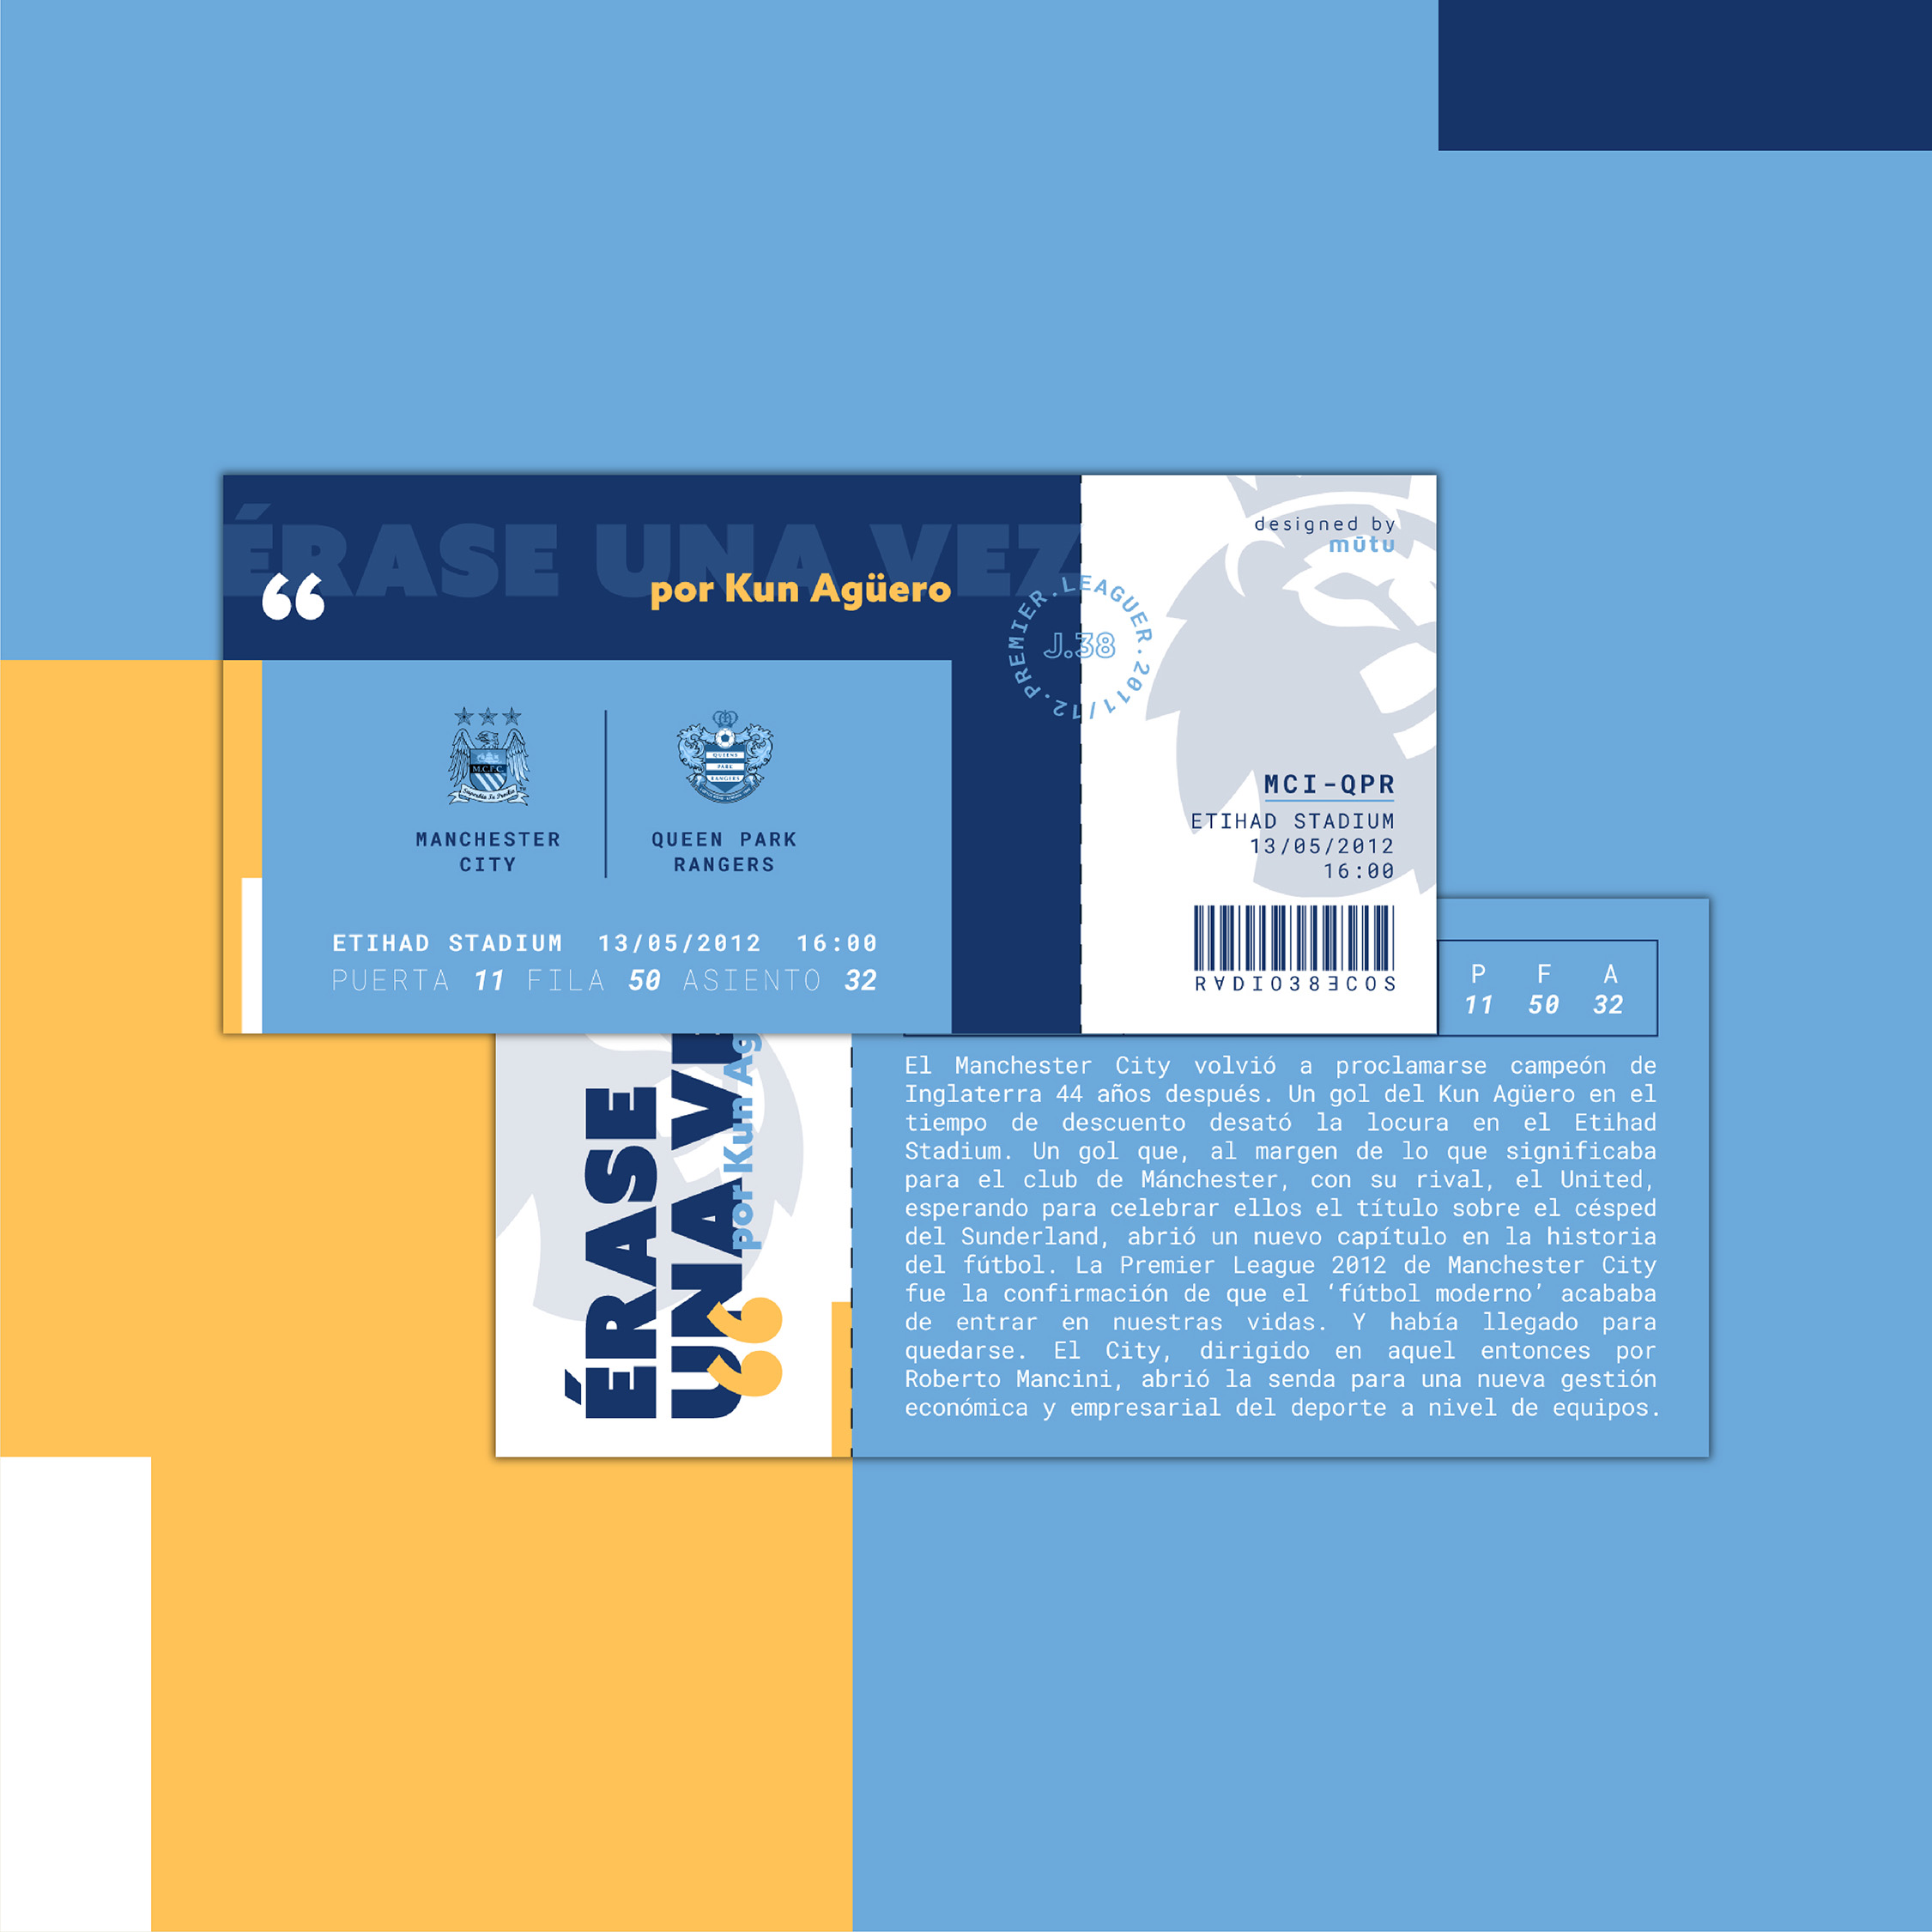 ÉRASE UNA VEZ
“
por Kun Agüero
PREMIER.LEAGUER.2011/12.
J.38
designed by
mūtu
M.C.F.C.
Superbia In Proelio
QUEENS
PARK
RANGERS
MANCHESTER
CITY
QUEEN PARK
RANGERS
ETIHAD STADIUM 13/05/2012 16:00
PUERTA 11 FILA 50 ASIENTO 32
MCI-QPR
ETIHAD STADIUM
13/05/2012
16:00
RɐDIO38ƎCOS
P F A
11 50 32
ÉRASE
UNA VE
“
por Kun Ag
El Manchester City volvió a proclamarse campeón de
Inglaterra 44 años después. Un gol del Kun Agüero en el
tiempo de descuento desató la locura en el Etihad
Stadium. Un gol que, al margen de lo que significaba
para el club de Mánchester, con su rival, el United,
esperando para celebrar ellos el título sobre el césped
del Sunderland, abrió un nuevo capítulo en la historia
del fútbol. La Premier League 2012 de Manchester City
fue la confirmación de que el ‘fútbol moderno’ acababa
de entrar en nuestras vidas. Y había llegado para
quedarse. El City, dirigido en aquel entonces por
Roberto Mancini, abrió la senda para una nueva gestión
económica y empresarial del deporte a nivel de equipos.